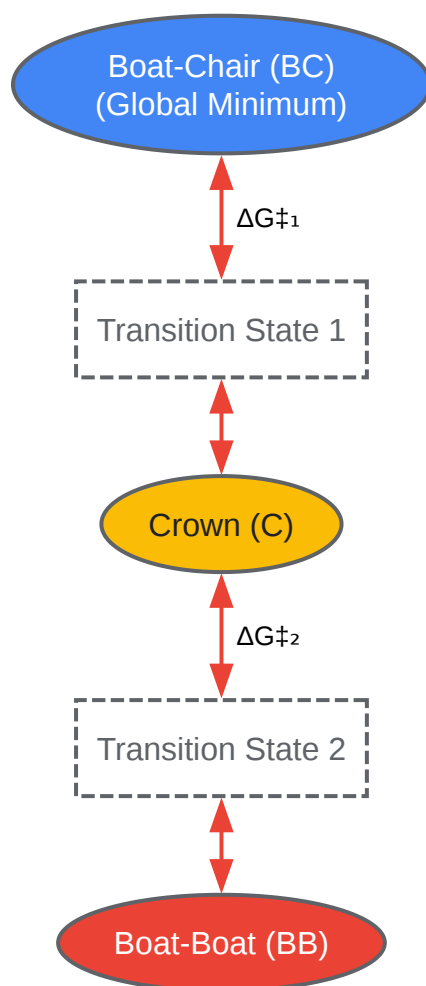 Boat-Chair (BC)
(Global Minimum)
ΔG‡₁
Transition State 1
Crown (C)
ΔG‡₂
Transition State 2
Boat-Boat (BB)